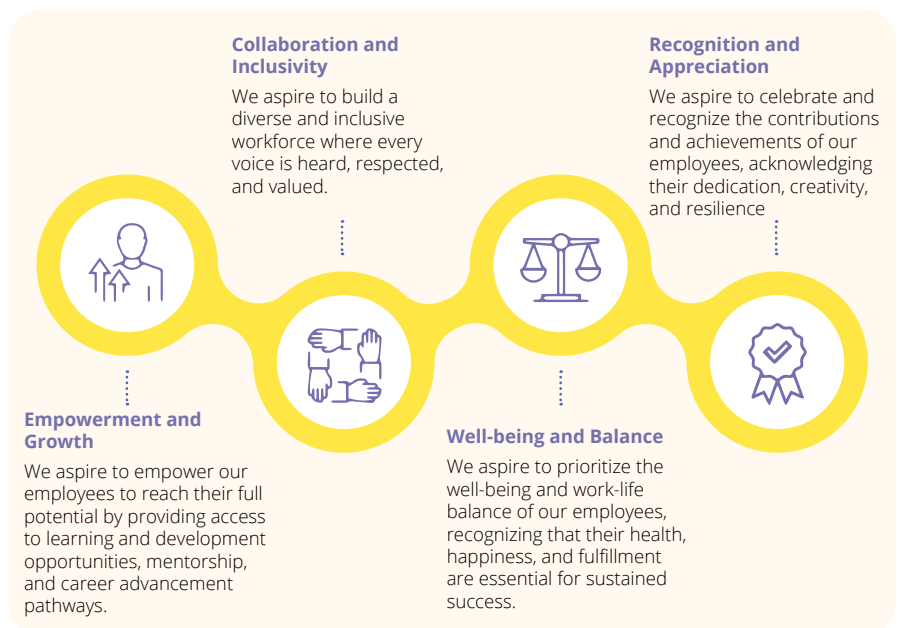 Collaboration and
Inclusivity
We aspire to build a
diverse and inclusive
workforce where every
voice is heard, respected,
and valued.
Recognition and
Appreciation
We aspire to celebrate and
recognize the contributions
and achievements of our
employees, acknowledging
their dedication, creativity,
and resilience
Empowerment and
Growth
We aspire to empower our
employees to reach their full
potential by providing access
to learning and development
opportunities, mentorship,
and career advancement
pathways.
Well-being and Balance
We aspire to prioritize the
well-being and work-life
balance of our employees,
recognizing that their health,
happiness, and fulfillment
are essential for sustained
success.